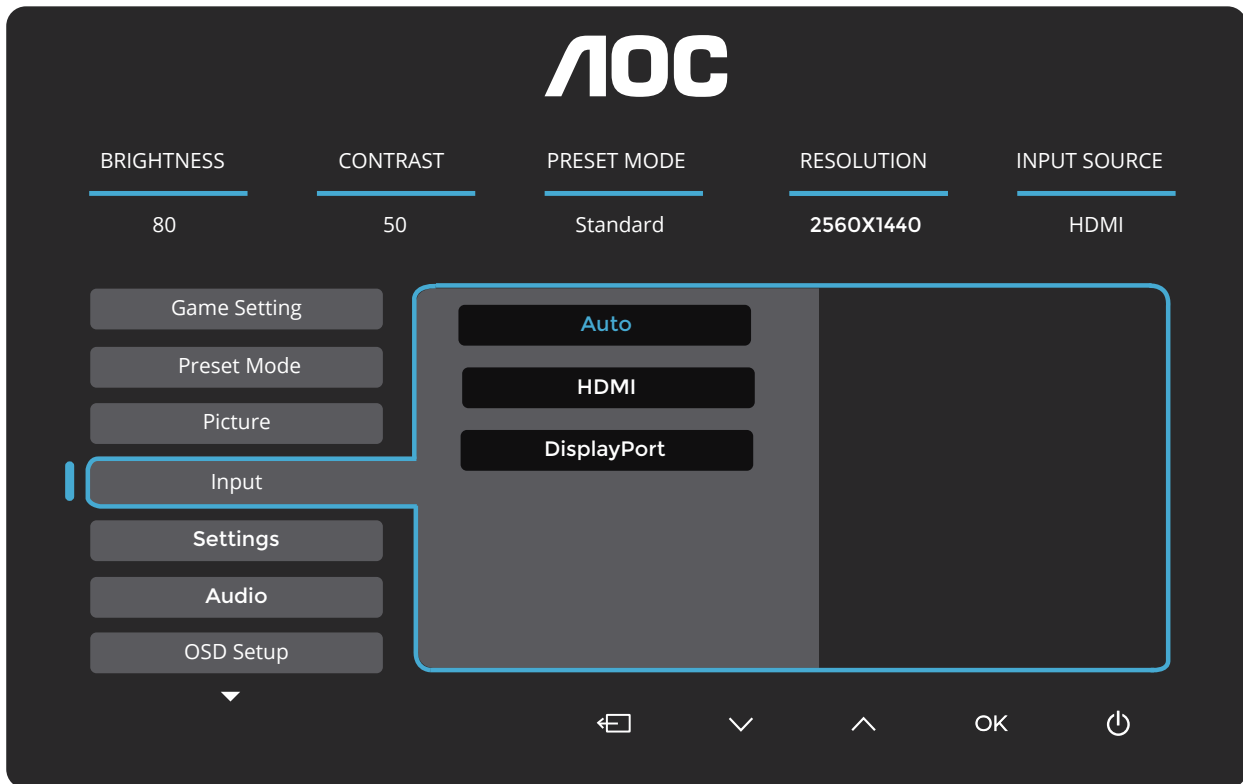 AOC
BRIGHTNESS CONTRAST PRESET MODE RESOLUTION INPUT SOURCE
80 50 Standard 2560X1440 HDMI
Game Setting
Auto
Preset Mode
HDMI
Picture
DisplayPort
Input
Settings
Audio
OSD Setup
OK